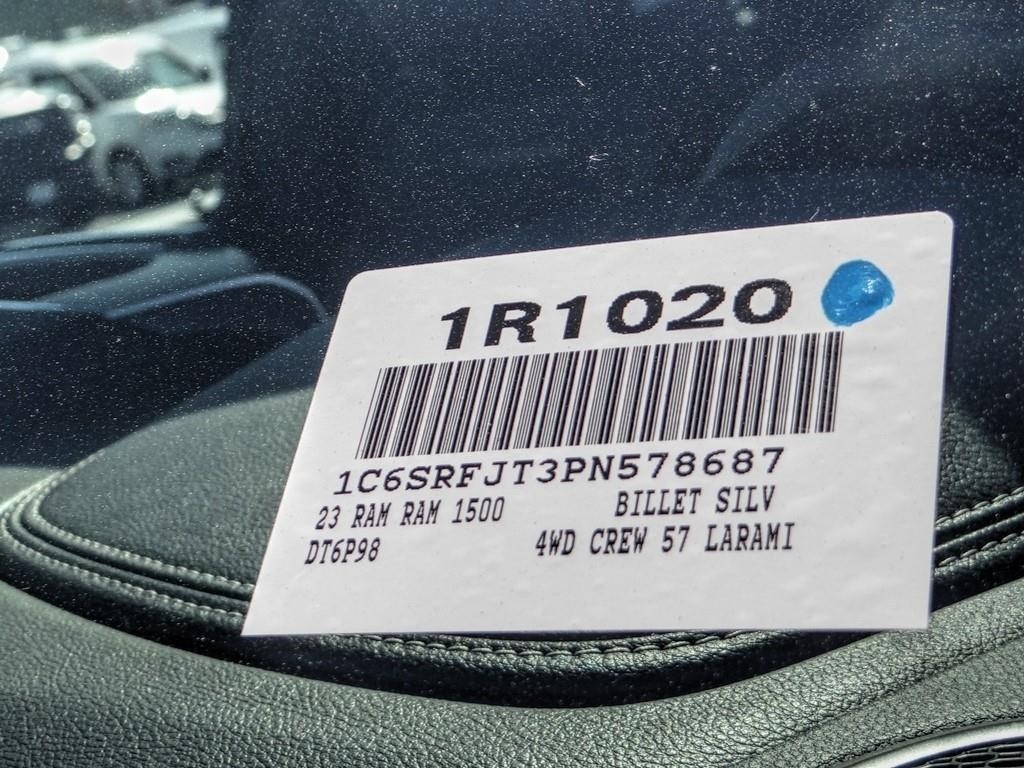 1R1020
1C6SRFJT3PN578687
23 RAM RAM 1500 BILLET SILV
DT6P98 4WD CREW 57 LARAMI